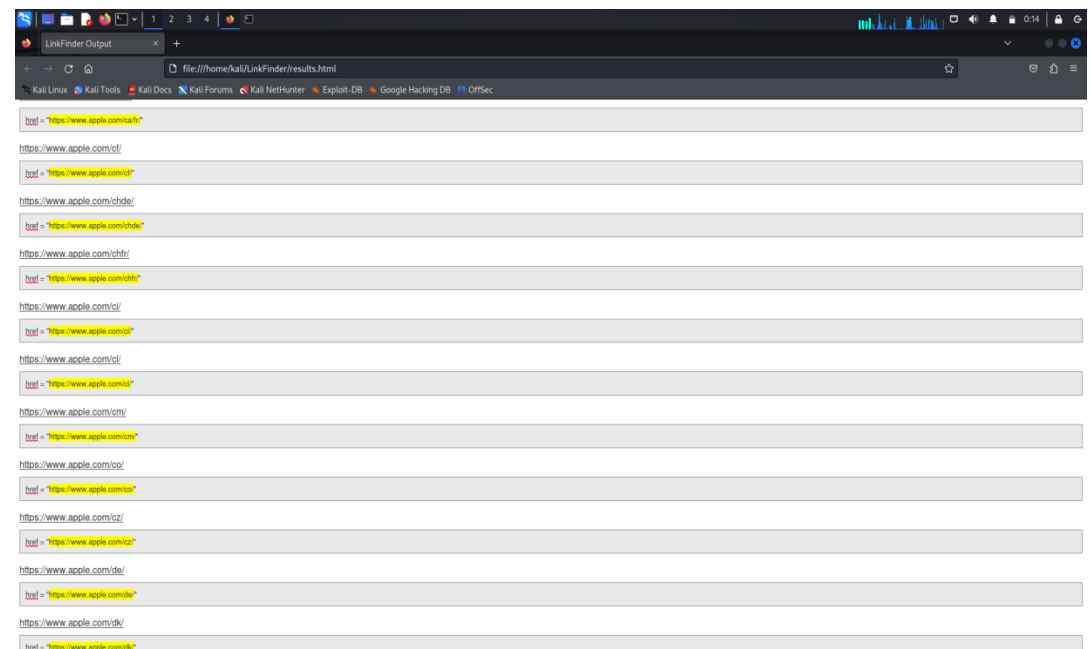 1 2 3 4 0:14
LinkFinder Output × +
file:///home/kali/LinkFinder/results.html
Kali Linux Kali Tools Kali Docs Kali Forums Kali NetHunter Exploit-DB Google Hacking DB OffSec
href = "https://www.apple.com/ca/fr/"
https://www.apple.com/cf/
href = "https://www.apple.com/cf/"
https://www.apple.com/chde/
href = "https://www.apple.com/chde/"
https://www.apple.com/chfr/
href = "https://www.apple.com/chfr/"
https://www.apple.com/ci/
href = "https://www.apple.com/ci/"
https://www.apple.com/cl/
href = "https://www.apple.com/cl/"
https://www.apple.com/cm/
href = "https://www.apple.com/cm/"
https://www.apple.com/co/
href = "https://www.apple.com/co/"
https://www.apple.com/cz/
href = "https://www.apple.com/cz/"
https://www.apple.com/de/
href = "https://www.apple.com/de/"
https://www.apple.com/dk/
href = "https://www.apple.com/dk/"